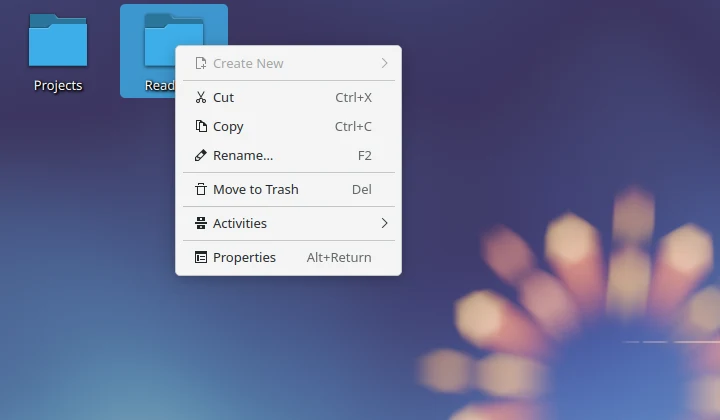 Projects
Read
Create New
Cut Ctrl+X
Copy Ctrl+C
Rename... F2
Move to Trash Del
Activities
Properties Alt+Return